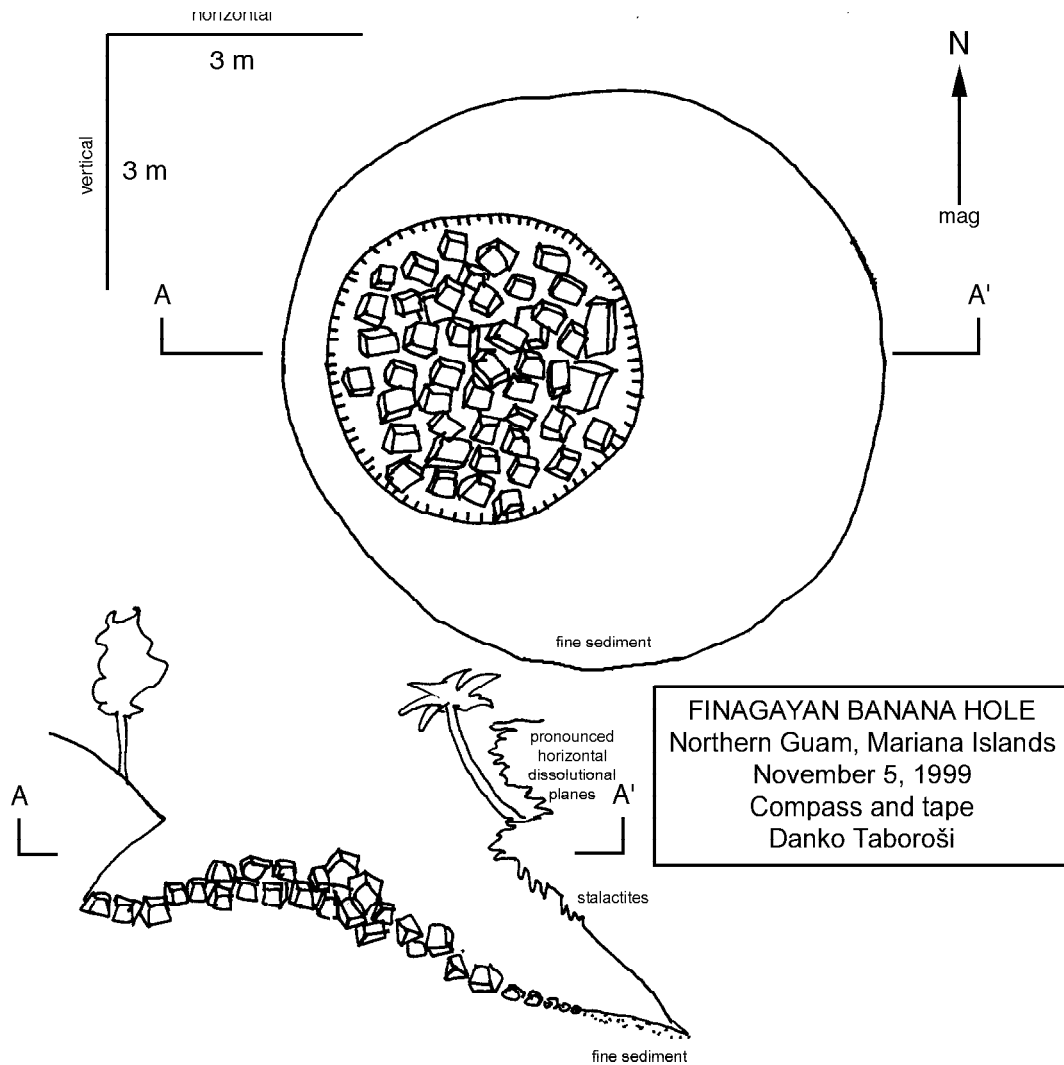 horizontal
3 m
vertical
3 m
N
mag
A
A'
fine sediment
pronounced
horizontal
dissolutional
planes
A
A'
stalactites
fine sediment
FINAGAYAN BANANA HOLE
Northern Guam, Mariana Islands
November 5, 1999
Compass and tape
Danko Taboroši